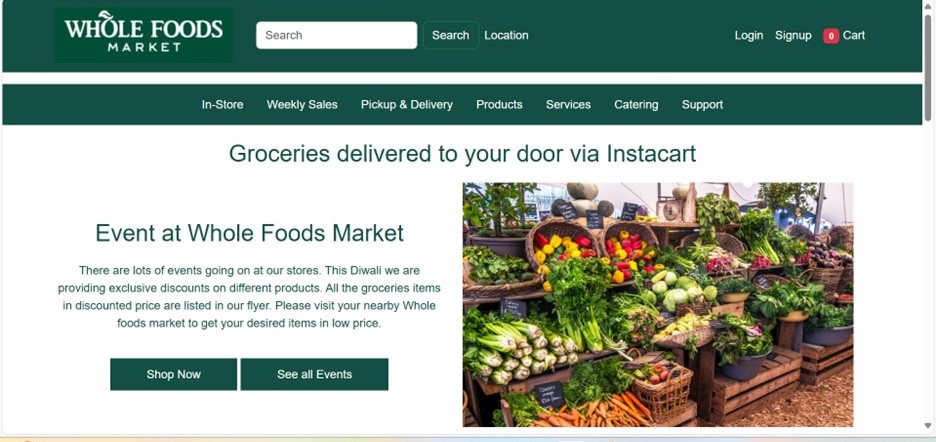 WHOLE FOODS
MARKET
Search
Search
Location
Login
Signup
0
Cart
In-Store
Weekly Sales
Pickup & Delivery
Products
Services
Catering
Support
Groceries delivered to your door via Instacart
Event at Whole Foods Market
There are lots of events going on at our stores. This Diwali we are
providing exclusive discounts on different products. All the groceries items
in discounted price are listed in our flyer. Please visit your nearby Whole
foods market to get your desired items in low price.
Shop Now
See all Events